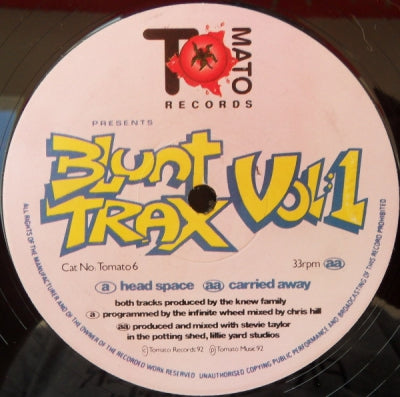 TOMATO
RECORDS
PRESENTS
Blunt
TRAX Vol:1
Cat No: Tomato 6
33rpm aa
a head space aa carried away
both tracks produced by the knew family
a programmed by the infinite wheel mixed by chris hill
aa produced and mixed with stevie taylor
in the potting shed, lillie yard studios
© Tomato Records 92 ℗ Tomato Music 92
ALL RIGHTS OF THE MANUFACTURER AND OF THE OWNER OF THE RECORDED WORK RESERVED UNAUTHORISED COPYING PUBLIC PERFORMANCE AND BROADCASTING OF THIS RECORD PROHIBITED